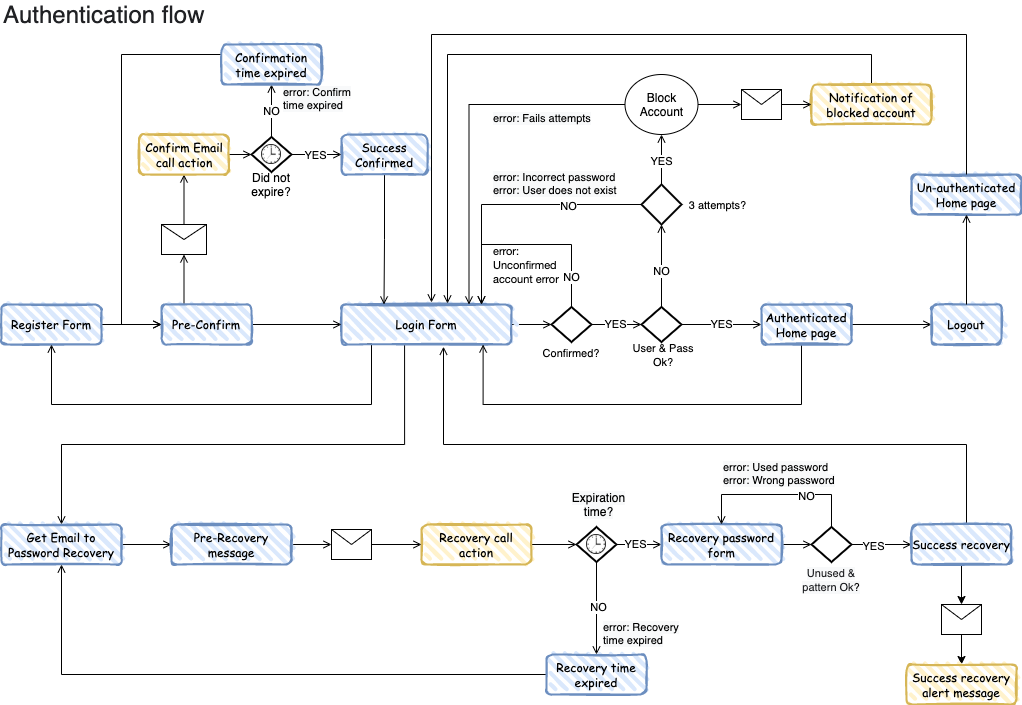 Authentication flow
Confirmation
time expired
error: Confirm
time expired
NO
Confirm Email
call action
YES
Success
Confirmed
Did not
expire?
Block
Account
Notification of
blocked account
error: Fails attempts
YES
error: Incorrect password
error: User does not exist
NO
3 attempts?
Un-authenticated
Home page
error:
Unconfirmed
account error
NO
NO
Register Form
Pre-Confirm
Login Form
YES
YES
Authenticated
Home page
Logout
Confirmed?
User & Pass
Ok?
error: Used password
error: Wrong password
NO
Expiration
time?
Get Email to
Password Recovery
Pre-Recovery
message
Recovery call
action
YES
Recovery password
form
YES
Success recovery
Unused &
pattern Ok?
NO
error: Recovery
time expired
Recovery time
expired
Success recovery
alert message